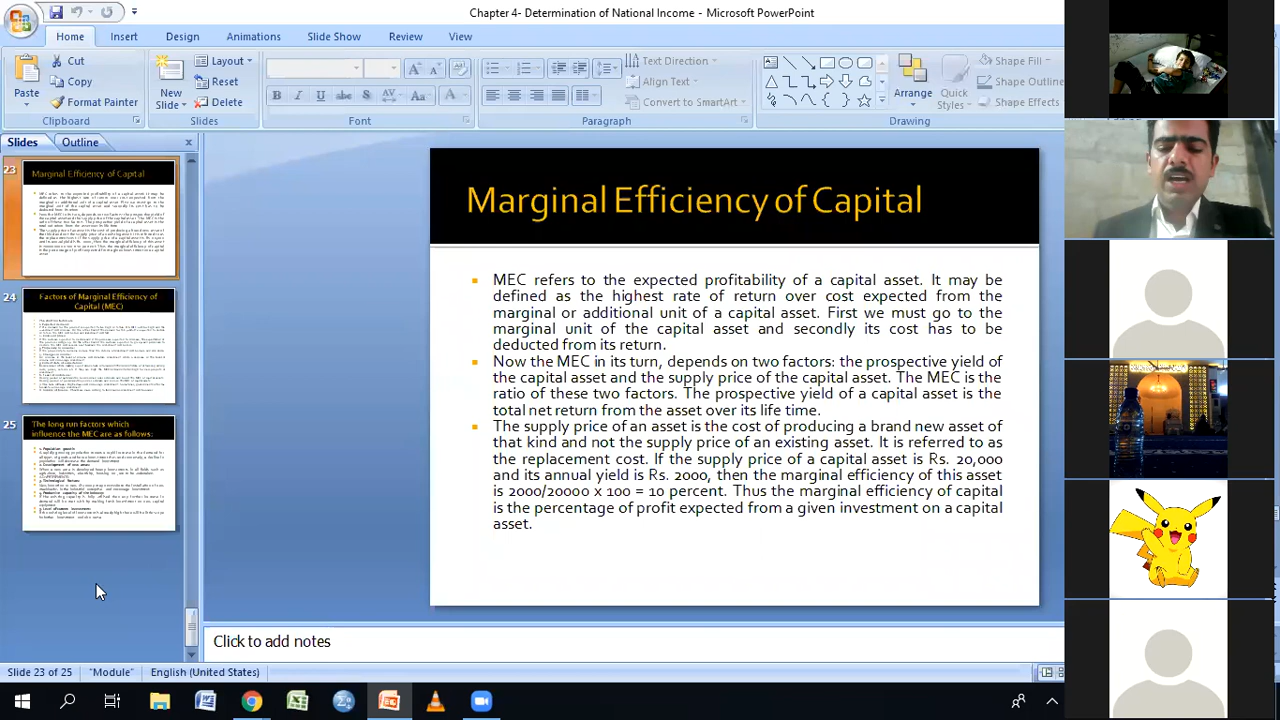 Chapter 4- Determination of National Income - Microsoft PowerPoint
Home Insert Design Animations Slide Show Review View
Paste
Cut
Copy
Format Painter
Clipboard
New Slide
Layout
Reset
Delete
Slides
Font
Text Direction
Align Text
Convert to SmartArt
Paragraph
Arrange
Quick Styles
Shape Fill
Shape Outline
Shape Effects
Drawing
Slides Outline
23
Marginal Efficiency of Capital
24
Factors of Marginal Efficiency of
Capital (MEC)
25
The long run factors which
influence the MEC are as follows:
Marginal Efficiency of Capital
MEC refers to the expected profitability of a capital asset. It may be
defined as the highest rate of return over cost expected from the
marginal or additional unit of a capital asset. First we must go to the
marginal unit of the capital asset and secondly its cost has to be
deducted from its return.
Now the MEC in its turn, depends on two factors the prospective yield of
the capital asset and the supply price of the capital asset. The MEC is the
ratio of these two factors. The prospective yield of a capital asset is the
total net return from the asset over its life time.
The supply price of an asset is the cost of producing a brand new asset of
that kind and not the supply price of an existing asset. It is referred to as
the replacement cost. If the supply price of a capital asset is Rs. 20,000
and its annual yield is Rs. 2000, then the marginal efficiency of this asset
is 2000/20000 x 100 = 10 percent. Thus the marginal efficiency of capital
is the percentage of profit expected from a given investment on a capital
asset.
Click to add notes
Slide 23 of 25 "Module" English (United States)